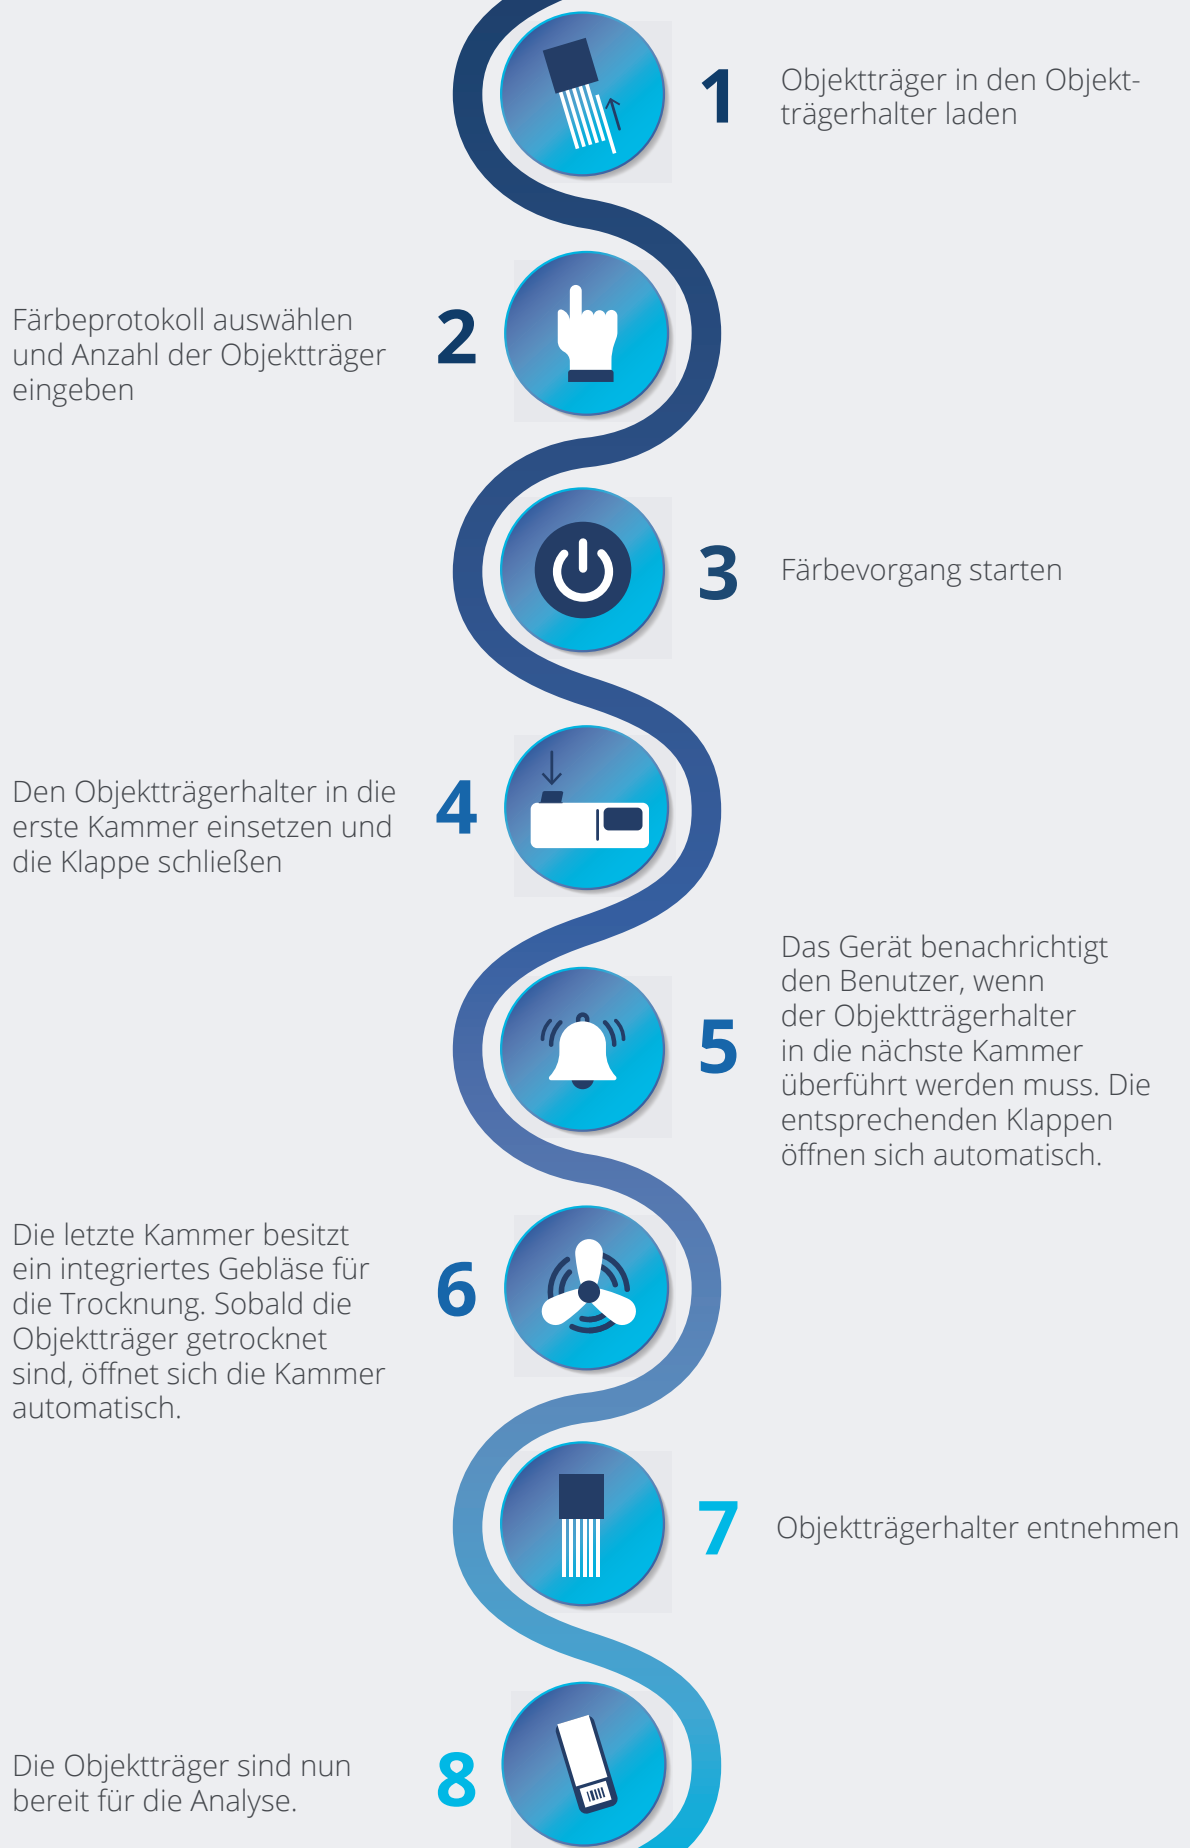 1
Objektträger in den Objekt-
trägerhalter laden
2
Färbeprotokoll auswählen
und Anzahl der Objektträger
eingeben
3
Färbevorgang starten
4
Den Objektträgerhalter in die
erste Kammer einsetzen und
die Klappe schließen
5
Das Gerät benachrichtigt
den Benutzer, wenn
der Objektträgerhalter
in die nächste Kammer
überführt werden muss. Die
entsprechenden Klappen
öffnen sich automatisch.
6
Die letzte Kammer besitzt
ein integriertes Gebläse für
die Trocknung. Sobald die
Objektträger getrocknet
sind, öffnet sich die Kammer
automatisch.
7
Objektträgerhalter entnehmen
8
Die Objektträger sind nun
bereit für die Analyse.